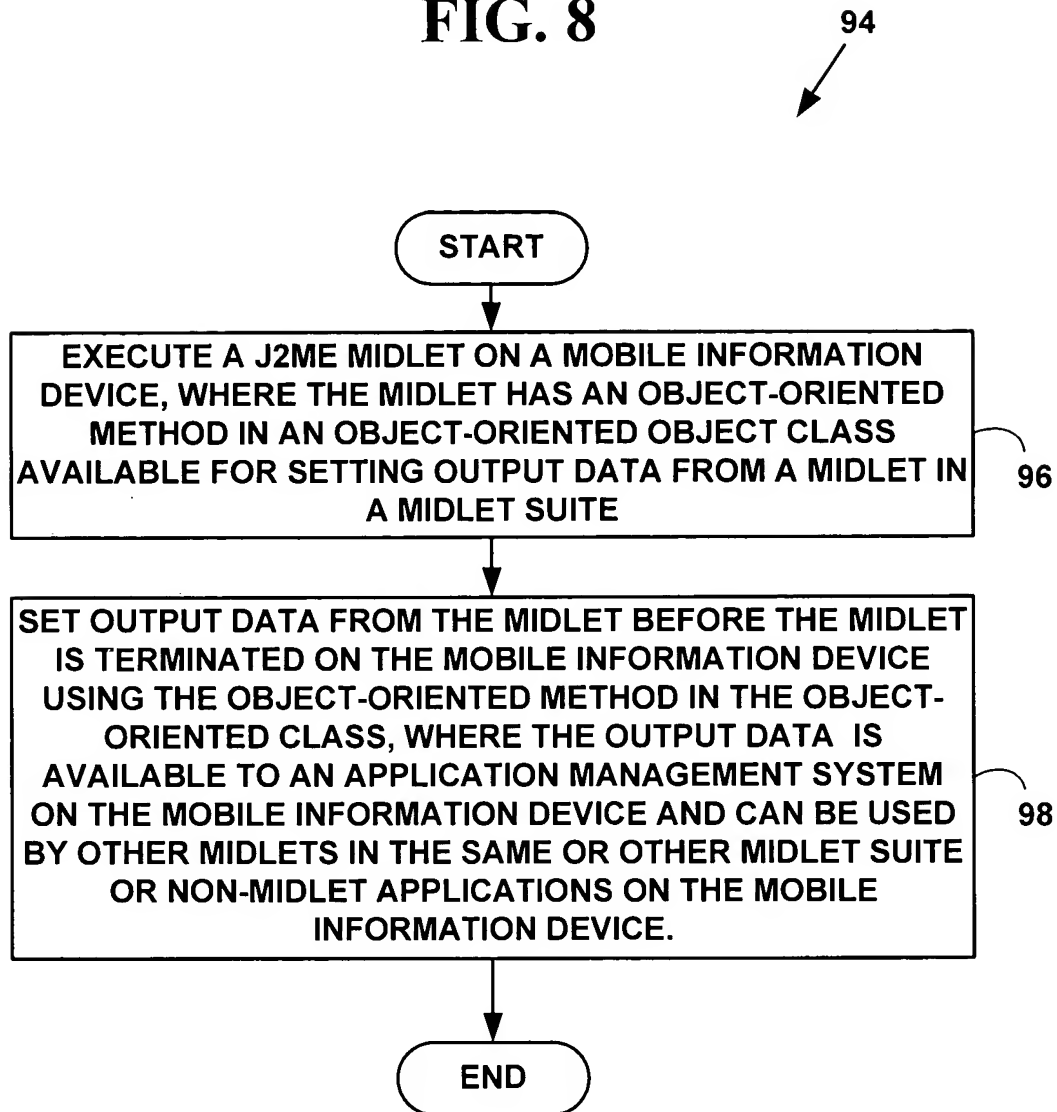 FIG. 8
94
START
EXECUTE A J2ME MIDLET ON A MOBILE INFORMATION
DEVICE, WHERE THE MIDLET HAS AN OBJECT-ORIENTED
METHOD IN AN OBJECT-ORIENTED OBJECT CLASS
AVAILABLE FOR SETTING OUTPUT DATA FROM A MIDLET IN
A MIDLET SUITE
96
SET OUTPUT DATA FROM THE MIDLET BEFORE THE MIDLET
IS TERMINATED ON THE MOBILE INFORMATION DEVICE
USING THE OBJECT-ORIENTED METHOD IN THE OBJECT-
ORIENTED CLASS, WHERE THE OUTPUT DATA IS
AVAILABLE TO AN APPLICATION MANAGEMENT SYSTEM
ON THE MOBILE INFORMATION DEVICE AND CAN BE USED
BY OTHER MIDLETS IN THE SAME OR OTHER MIDLET SUITE
OR NON-MIDLET APPLICATIONS ON THE MOBILE
INFORMATION DEVICE.
98
END